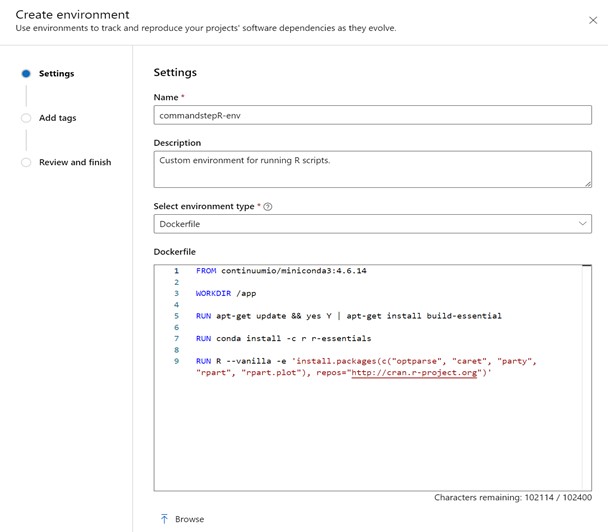 Create environment
Use environments to track and reproduce your projects' software dependencies as they evolve.
Settings
Add tags
Review and finish
Settings
Name *
commandstepR-env
Description
Custom environment for running R scripts.
Select environment type *
Dockerfile
Dockerfile
1 FROM continuumio/miniconda3:4.6.14
2
3 WORKDIR /app
4
5 RUN apt-get update && yes Y | apt-get install build-essential
6
7 RUN conda install -c r r-essentials
8
9 RUN R --vanilla -e 'install.packages(c("optparse", "caret", "party",
"rpart", "rpart.plot"), repos="http://cran.r-project.org")'
Characters remaining: 102114 / 102400
Browse